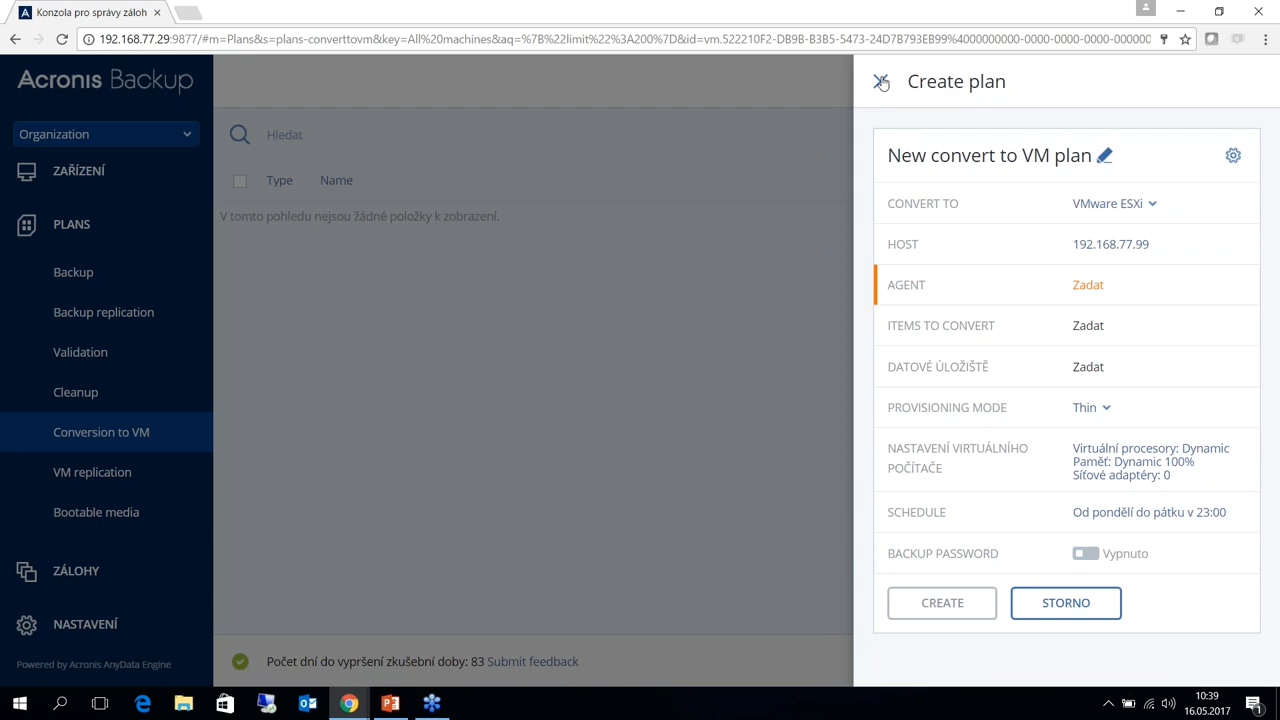 Konzola pro správy záloh
192.168.77.29:9877/#m=Plans&s=plans-converttovm&key=All%20machines&aq=%7B%22limit%22%3A200%7D&id=vm.522210F2-DB9B-B3B5-5473-24D7B793EB99%4000000000-0000-0000-0000-000000
Acronis Backup
Organization
ZAŘÍZENÍ
PLANS
Backup
Backup replication
Validation
Cleanup
Conversion to VM
VM replication
Bootable media
ZÁLOHY
NASTAVENÍ
Powered by Acronis AnyData Engine
Hledat
Type Name
V tomto pohledu nejsou žádné položky k zobrazení.
Počet dní do vypršení zkušební doby: 83 Submit feedback
Create plan
New convert to VM plan
CONVERT TO VMware ESXi
HOST 192.168.77.99
AGENT Zadat
ITEMS TO CONVERT Zadat
DATOVÉ ÚLOŽIŠTĚ Zadat
PROVISIONING MODE Thin
NASTAVENÍ VIRTUÁLNÍHO
POČÍTAČE
Virtuální procesory: Dynamic
Paměť: Dynamic 100%
Síťové adaptéry: 0
SCHEDULE Od pondělí do pátku v 23:00
BACKUP PASSWORD Vypnuto
CREATE STORNO
10:39
16.05.2017